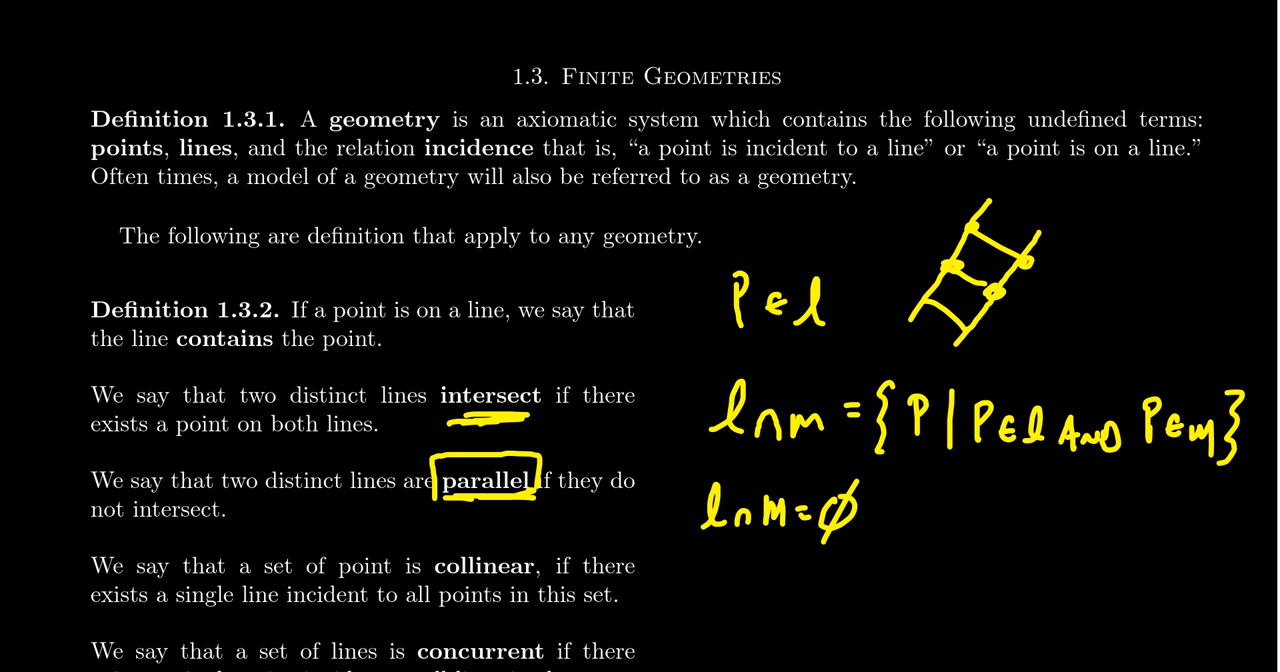 1.3. Finite Geometries
Definition 1.3.1. A geometry is an axiomatic system which contains the following undefined terms:
points, lines, and the relation incidence that is, “a point is incident to a line” or “a point is on a line.”
Often times, a model of a geometry will also be referred to as a geometry.
The following are definition that apply to any geometry.
Definition 1.3.2. If a point is on a line, we say that
the line contains the point.
P ∈ l
We say that two distinct lines intersect if there
exists a point on both lines.
l ∩ m = { P | P ∈ l AND P ∈ m }
We say that two distinct lines are parallel if they do
not intersect.
l ∩ m = ∅
We say that a set of point is collinear, if there
exists a single line incident to all points in this set.
We say that a set of lines is concurrent if there